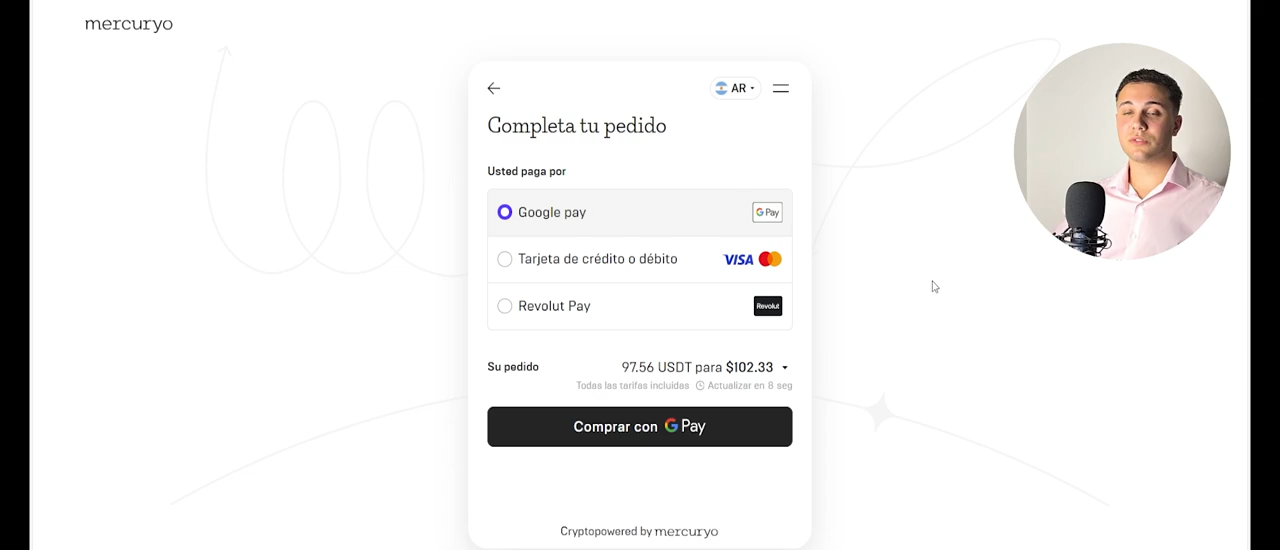 mercuryo
AR
Completa tu pedido
Usted paga por
Google pay
G Pay
Tarjeta de crédito o débito
VISA
Revolut Pay
Revolut
Su pedido
97.56 USDT para $102.33
Todas las tarifas incluidas Actualizar en 8 seg
Comprar con G Pay
Cryptopowered by mercuryo